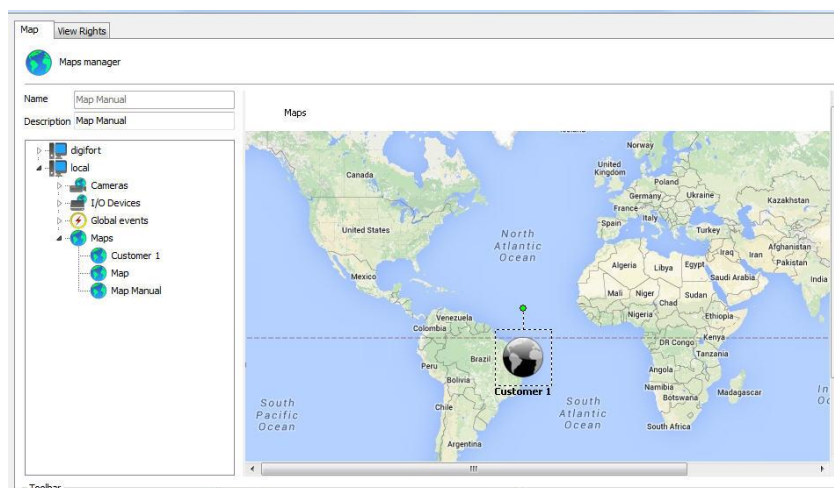 Map View Rights
Maps manager
Name Map Manual
Description Map Manual
digifort
local
Cameras
I/O Devices
Global events
Maps
Customer 1
Map
Map Manual
Maps
Norway
United
Kingdom
Canada
Poland
Germany
Ukraine
Kazakhstan
France
Italy
Spain
Turkey
United States
North
Atlantic
Ocean
Afghanistan
Iraq
Iran
Pakistan
Algeria
Libya
Egypt
Saudi Arabia
India
Mexico
Mali
Niger
Chad
Sudan
Nigeria
Ethiopia
Venezuela
Colombia
DR Congo
Kenya
Tanzania
Brazil
Peru
Angola
Bolivia
Namibia
Botswana
Madagascar
Customer 1
South
Pacific
Ocean
Chile
South
Atlantic
Ocean
South Africa
Argentina
Toolbar